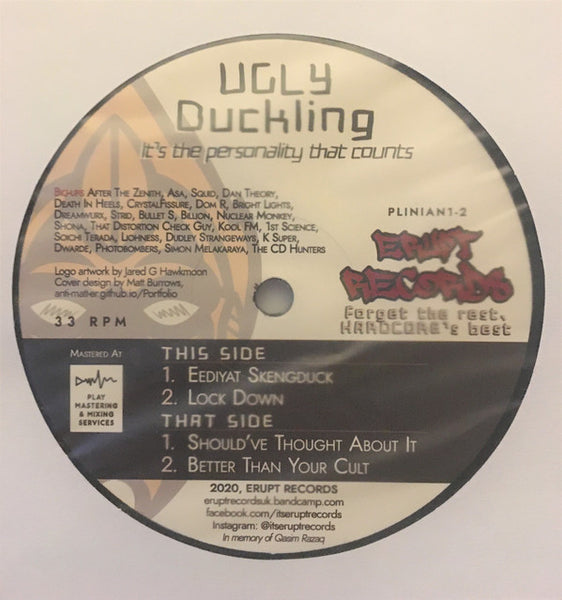 UGLY
Duckling
It's the personality that counts
Big-ups After The Zenith, Asa, Squid, Dan Theory,
Death In Heels, CrystalFissure, Dom R, Bright Lights,
Dreamwurx, Strid, Bullet S, Billion, Nuclear Monkey,
Shona, That Distortion Check Guy, Kool FM, 1st Science,
Soichi Terada, Liohness, Dudley Strangeways, K Super,
Dwarde, Photobombers, Simon Melakaraya, The CD Hunters
Logo artwork by Jared G Hawkmoon
Cover design by Matt Burrows,
anti-matt-er.github.io/Portfolio
33 RPM
PLINIAN1-2
ERUPT
RECORDS
Forget the rest,
HARDCORE's best
Mastered At
PLAY
MASTERING
& MIXING
SERVICES
THIS SIDE
1. Eediyat Skengduck
2. Lock Down
THAT SIDE
1. Should've Thought About It
2. Better Than Your Cult
2020, ERUPT RECORDS
eruptrecordsuk.bandcamp.com
facebook.com/itseruptrecords
Instagram: @itseruptrecords
In memory of Qasim Razaq